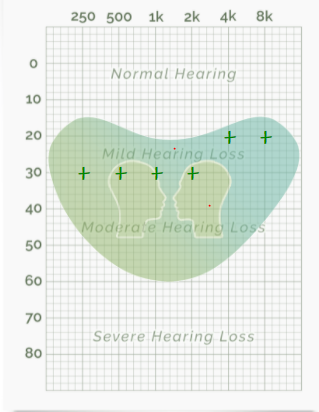 250 500 1k 2k 4k 8k
0
Normal Hearing
10
20
Mild Hearing Loss
30
40
Moderate Hearing Loss
50
60
70
Severe Hearing Loss
80